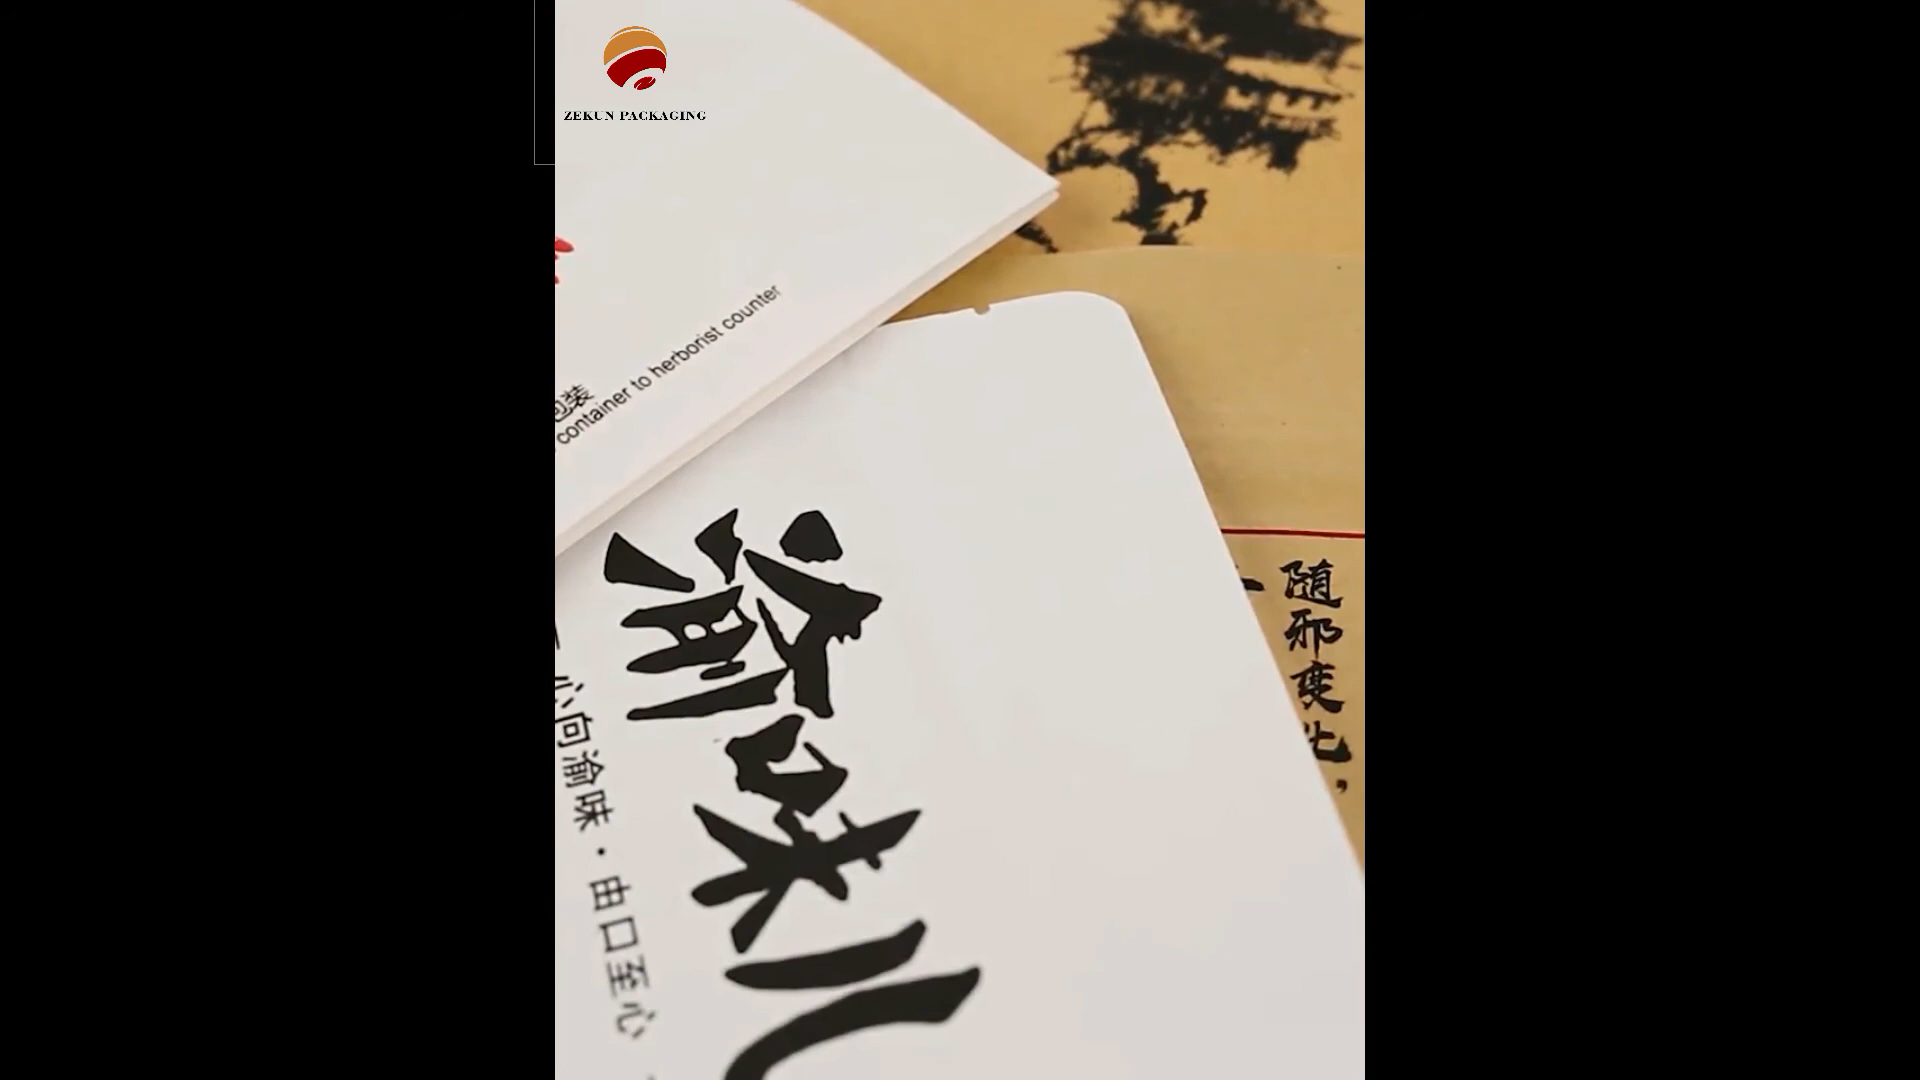 ZEKUN PACKAGING
包装
container to herborist counter
渝味儿
心向渝味·由口至心
随邪变化，